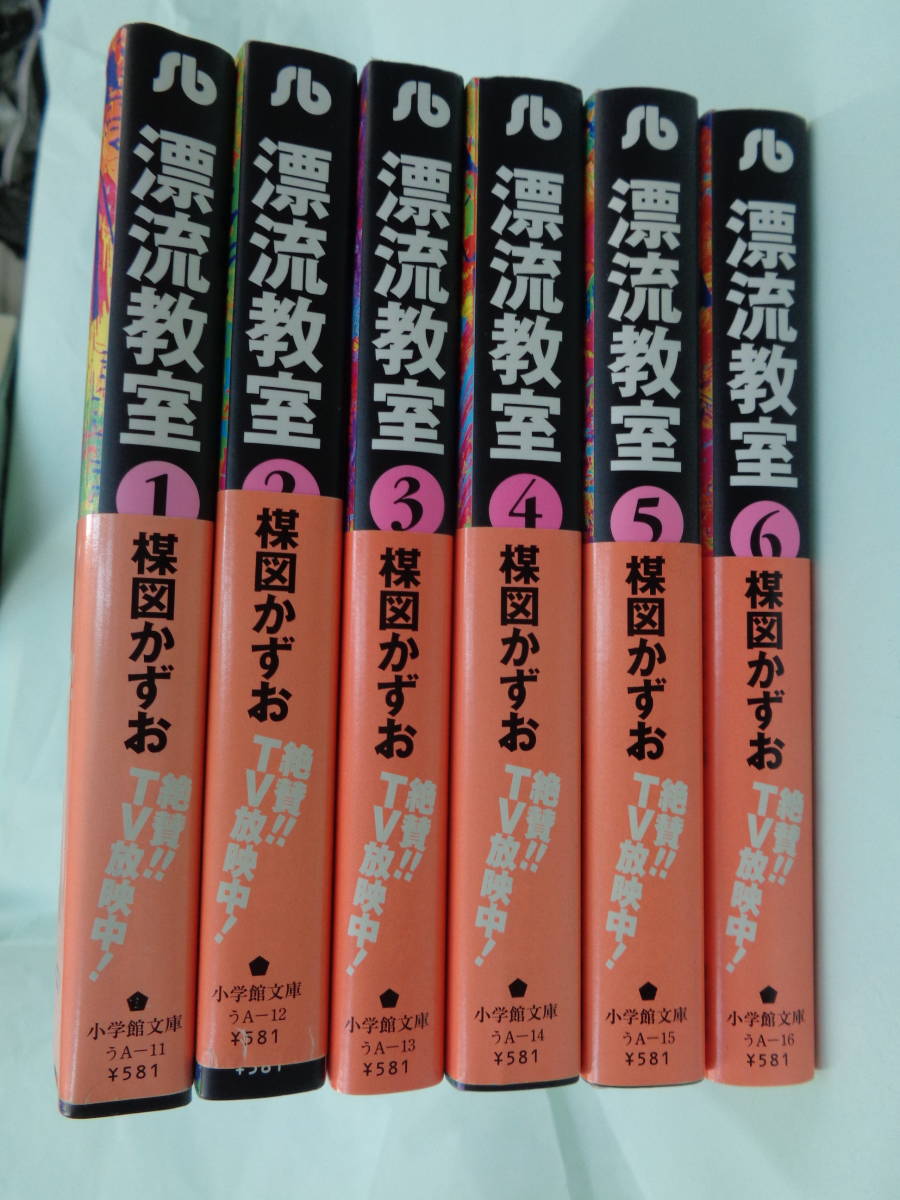 Sb
漂流教室
1
楳図かずお
絶賛!!
TV放映中!
小学館文庫
うA-11
¥581
Sb
漂流教室
2
楳図かずお
絶賛!!
TV放映中!
小学館文庫
うA-12
¥581
¥581
Sb
漂流教室
3
楳図かずお
絶賛!!
TV放映中!
小学館文庫
うA-13
¥581
Sb
漂流教室
4
楳図かずお
絶賛!!
TV放映中!
小学館文庫
うA-14
¥581
Sb
漂流教室
5
楳図かずお
絶賛!!
TV放映中!
小学館文庫
うA-15
¥581
Sb
漂流教室
6
楳図かずお
絶賛!!
TV放映中!
小学館文庫
うA-16
¥581